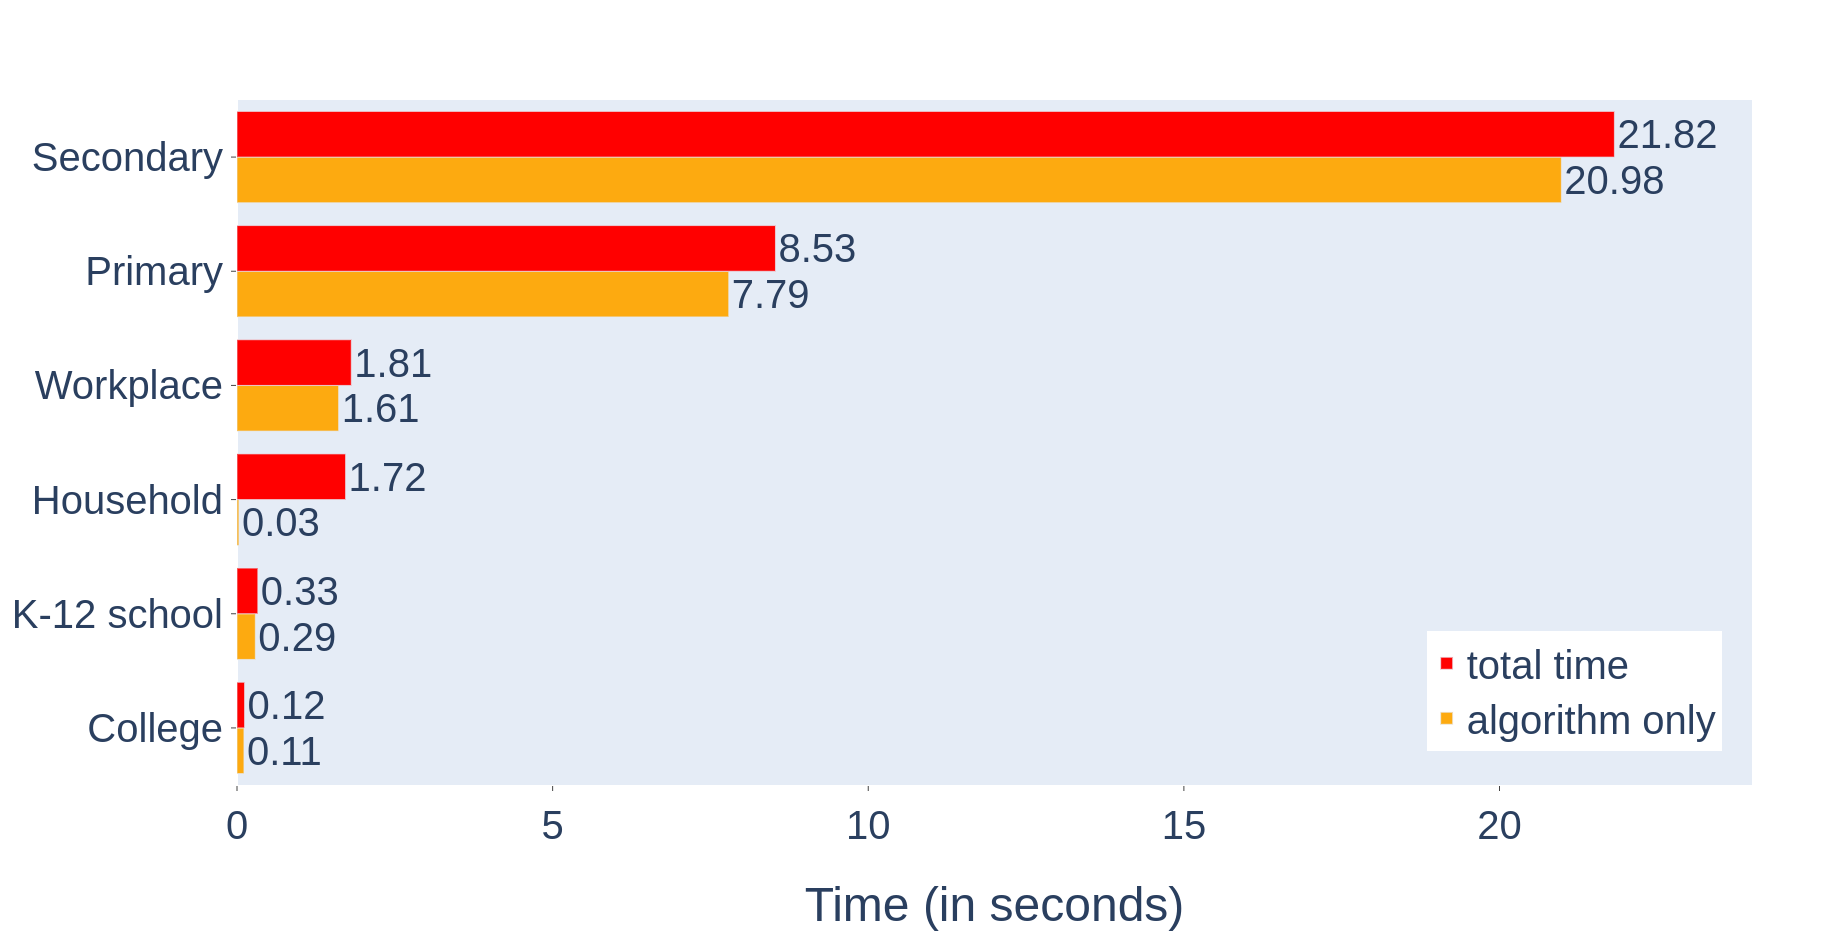 Secondary
21.82
20.98
Primary
8.53
7.79
Workplace
1.81
1.61
Household
1.72
0.03
K-12 school
0.33
0.29
College
0.12
0.11
total time
algorithm only
0 5 10 15 20
Time (in seconds)